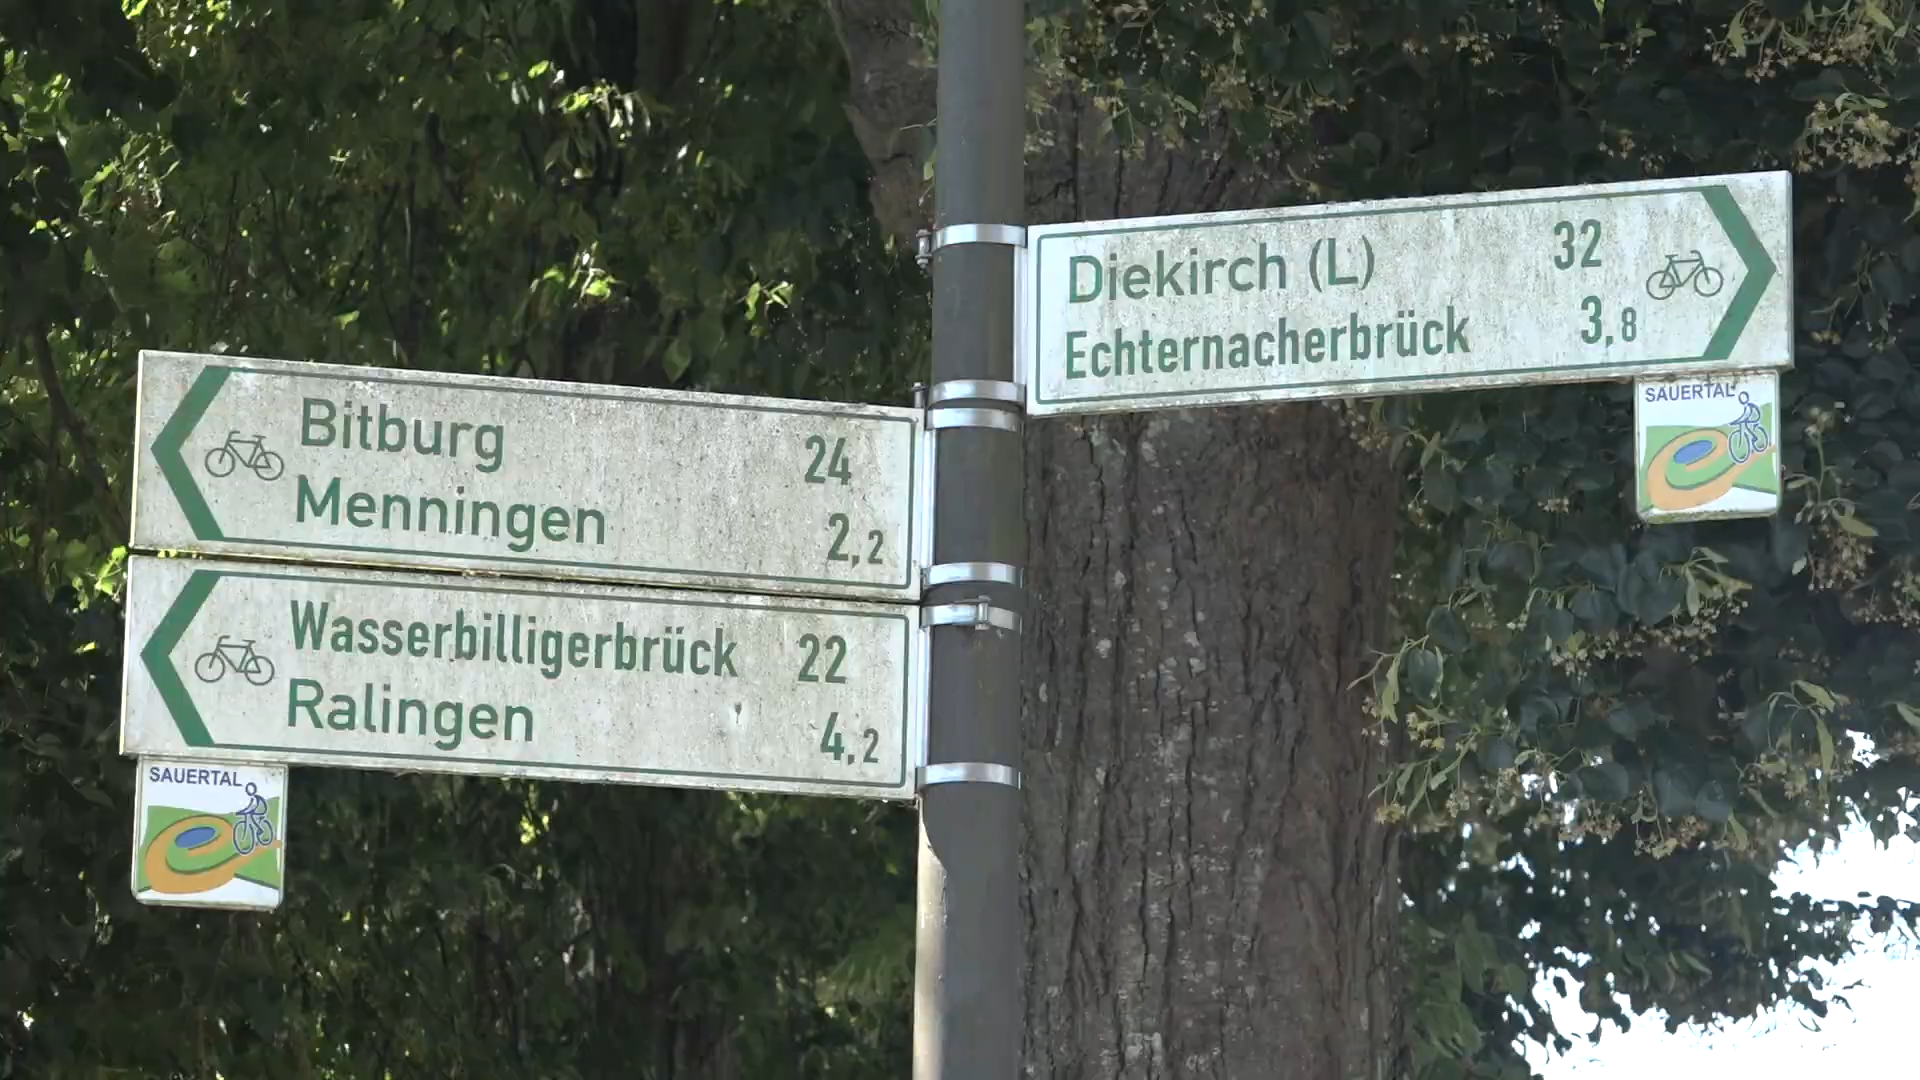 Diekirch (L) 32
Echternacherbrück 3,8
SAUERTAL
Bitburg 24
Menningen 2,2
Wasserbilligerbrück 22
Ralingen 4,2
SAUERTAL